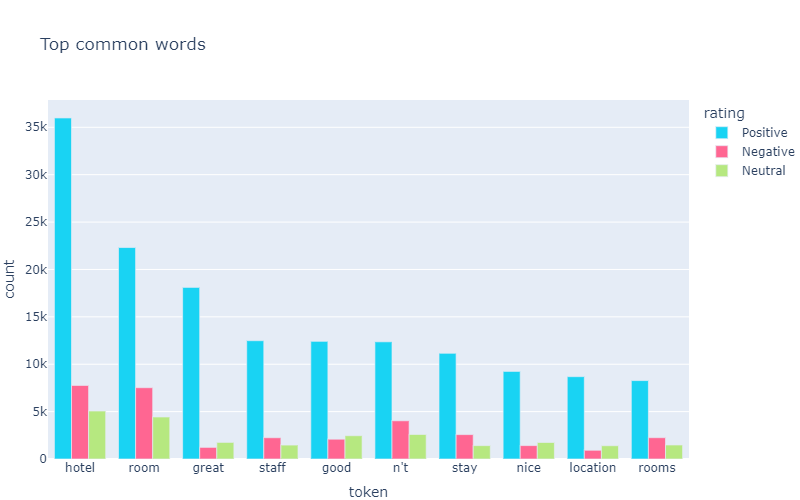 Top common words
rating
Positive
Negative
Neutral
count
35k
30k
25k
20k
15k
10k
5k
0
hotel room great staff good n't stay nice location rooms
token